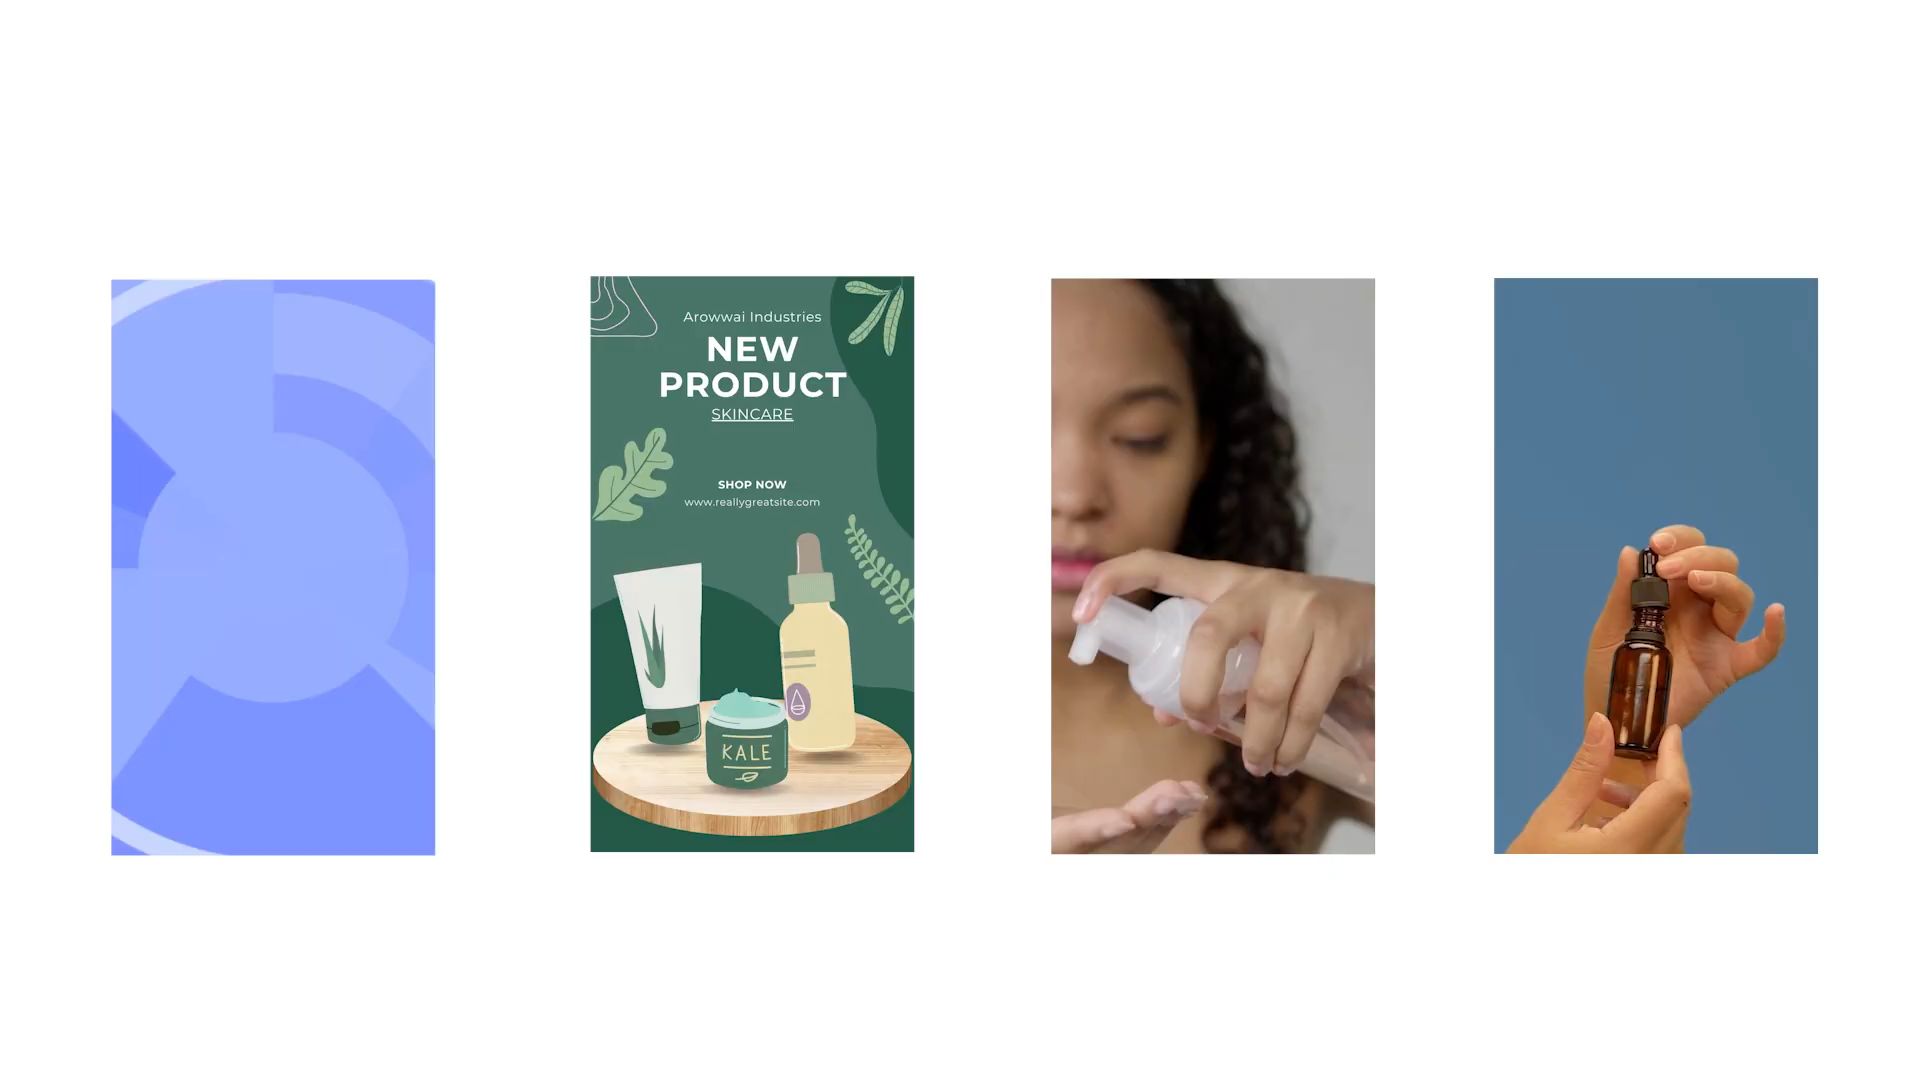 Arowwai Industries
NEW
PRODUCT
SKINCARE
SHOP NOW
www.reallygreatsite.com
KALE